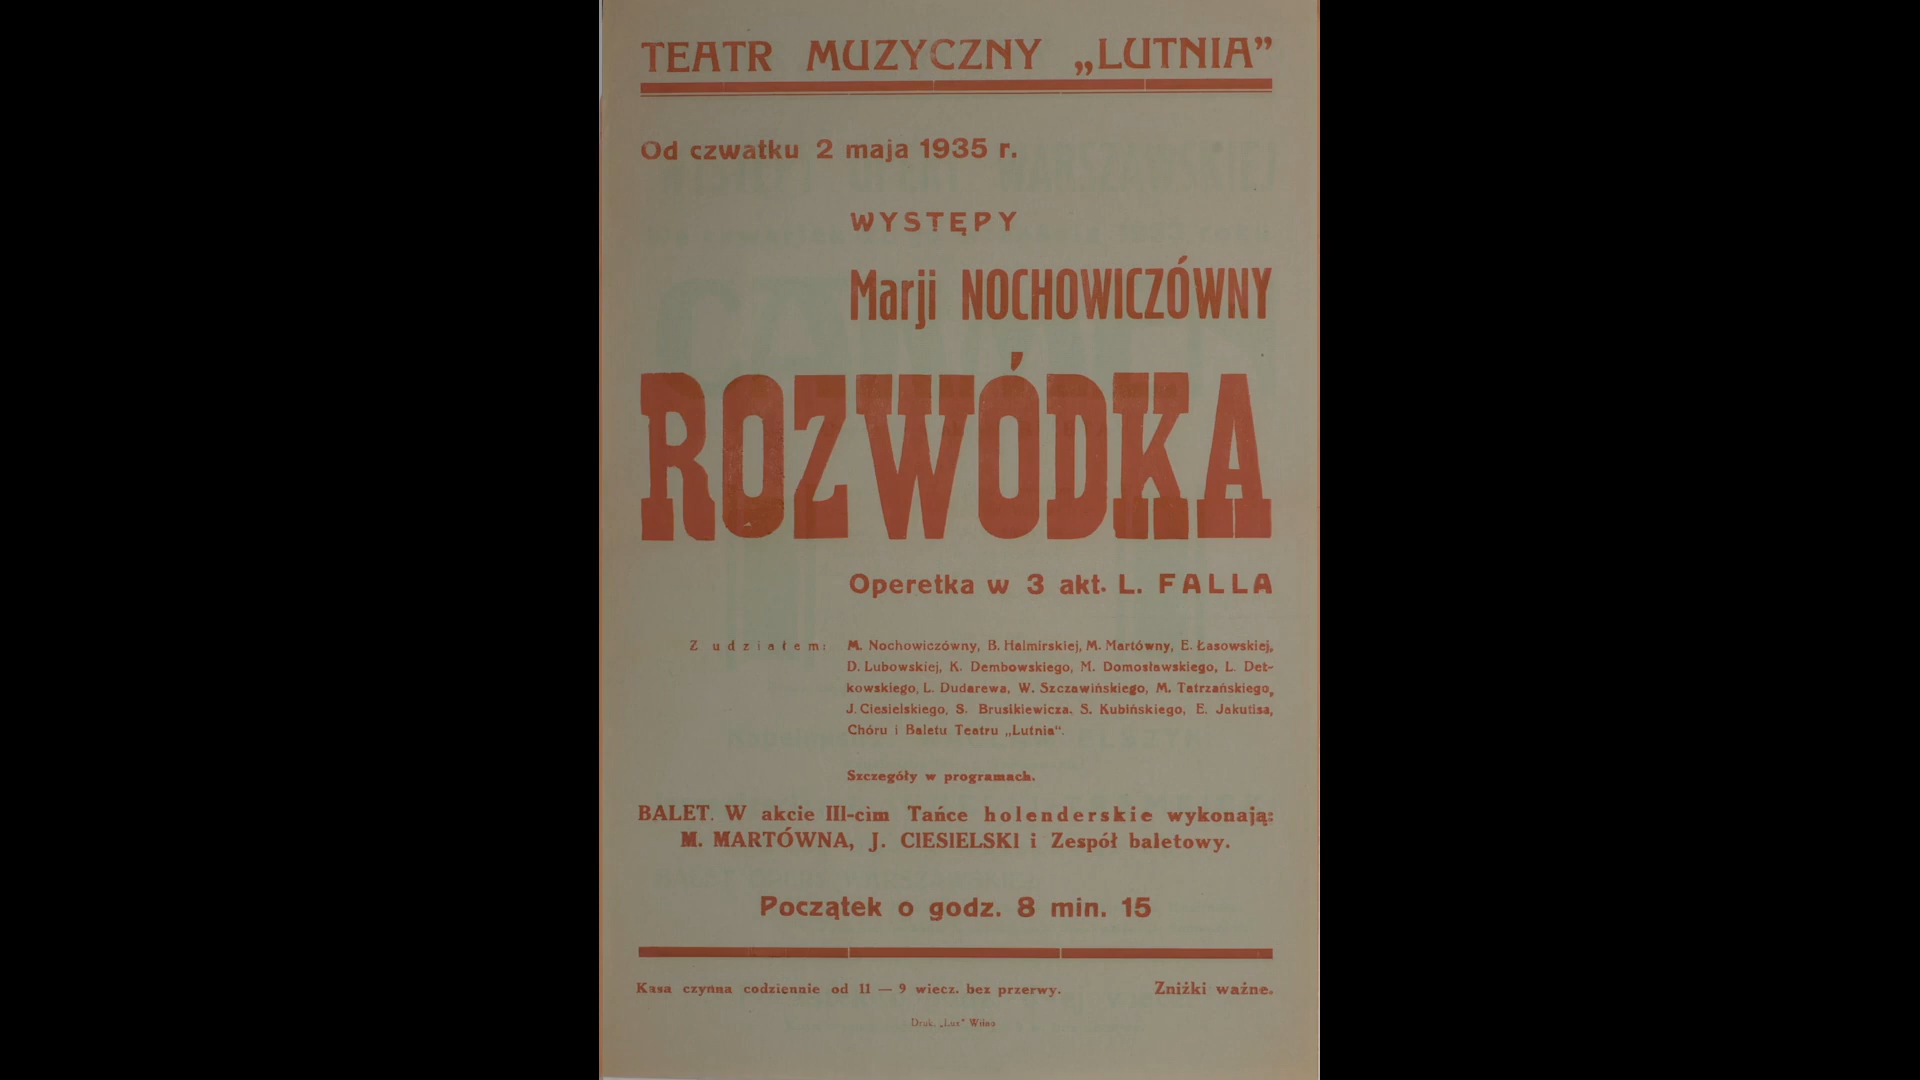 TEATR MUZYCZNY „LUTNIA”
Od czwatku 2 maja 1935 r.
WYSTĘPY
Marji NOCHOWICZÓWNY
ROZWÓDKA
Operetka w 3 akt. L. FALLA
Z udziałem: M. Nochowiczówny, B. Halmirskiej, M. Martówny, E. Łasowskiej,
D. Lubowskiej, K. Dembowskiego, M. Domosławskiego, L. Det-
kowskiego, L. Dudarewa, W. Szczawińskiego, M. Tatrzańskiego,
J. Ciesielskiego, S. Brusikiewicza. S. Kubińskiego, E. Jakutisa,
Chóru i Baletu Teatru „Lutnia“.
Szczegóły w programach.
BALET. W akcie III-cim Tańce holenderskie wykonają:
M. MARTÓWNA, J. CIESIELSKI i Zespół baletowy.
Początek o godz. 8 min. 15
Kasa czynna codziennie od 11 — 9 wiecz. bez przerwy. Zniżki ważne.
Druk. „Lux” Wilno